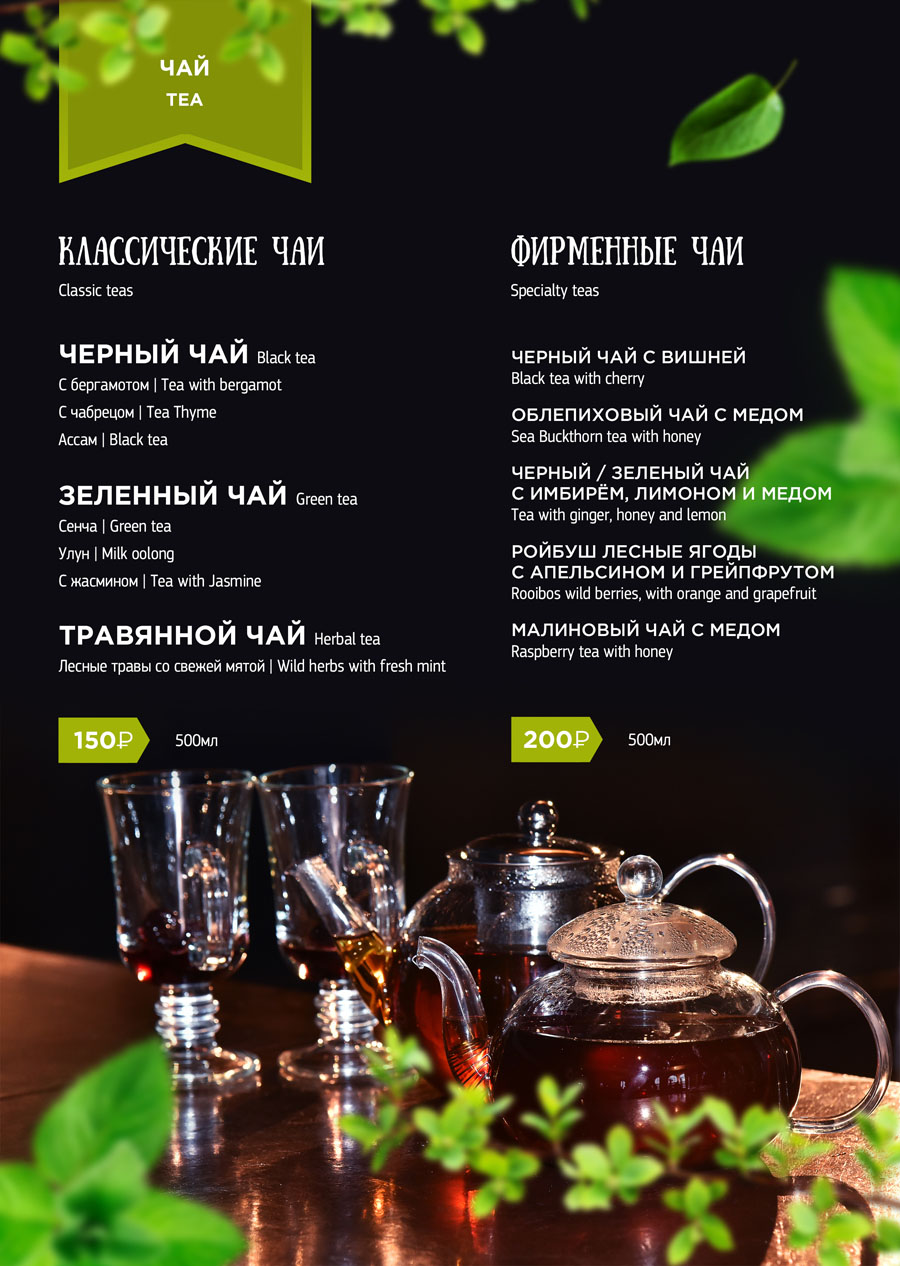 ЧАЙ
TEA
КЛАССИЧЕСКИЕ ЧАИ
Classic teas
ЧЕРНЫЙ ЧАЙ Black tea
С бергамотом | Tea with bergamot
С чабрецом | Tea Thyme
Ассам | Black tea
ЗЕЛЕННЫЙ ЧАЙ Green tea
Сенча | Green tea
Улун | Milk oolong
С жасмином | Tea with Jasmine
ТРАВЯННОЙ ЧАЙ Herbal tea
Лесные травы со свежей мятой | Wild herbs with fresh mint
150₽ 500мл
ФИРМЕННЫЕ ЧАИ
Specialty teas
ЧЕРНЫЙ ЧАЙ С ВИШНЕЙ
Black tea with cherry
ОБЛЕПИХОВЫЙ ЧАЙ С МЕДОМ
Sea Buckthorn tea with honey
ЧЕРНЫЙ / ЗЕЛЕНЫЙ ЧАЙ
С ИМБИРЁМ, ЛИМОНОМ И МЕДОМ
Tea with ginger, honey and lemon
РОЙБУШ ЛЕСНЫЕ ЯГОДЫ
С АПЕЛЬСИНОМ И ГРЕЙПФРУТОМ
Rooibos wild berries, with orange and grapefruit
МАЛИНОВЫЙ ЧАЙ С МЕДОМ
Raspberry tea with honey
200₽ 500мл